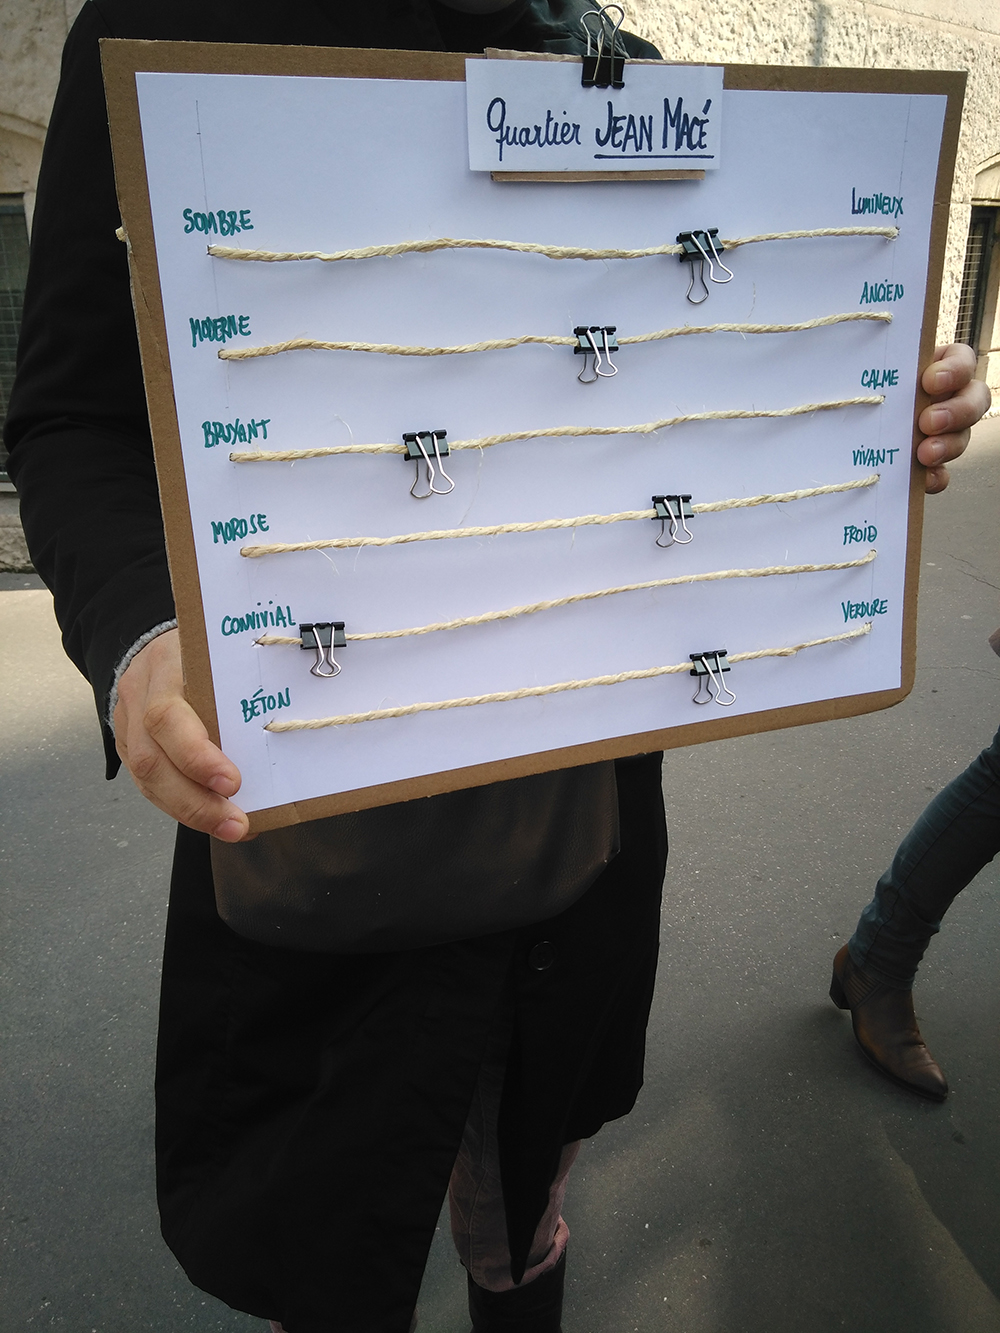 Quartier JEAN MACÉ
SOMBRE LUMiNEUX
MODERNE ANCIEN
BRUYANT CALME
MOROSE ViVANT
CONViViAL FROiD
BÉTON VERDURE